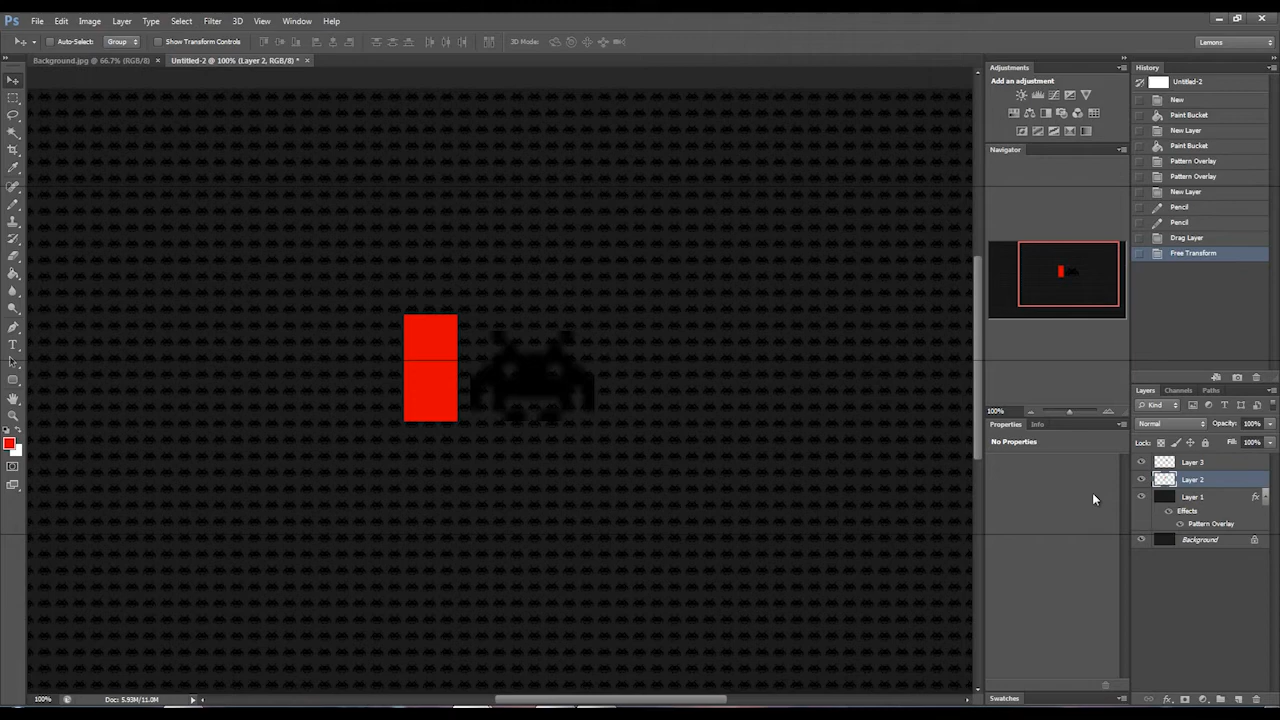 Ps File Edit Image Layer Type Select Filter 3D View Window Help
Auto-Select: Group Show Transform Controls 3D Mode: Lemons
Background.jpg @ 66.7% (RGB/8) × Untitled-2 @ 100% (Layer 2, RGB/8) * ×
Adjustments
Add an adjustment
Navigator
100%
Properties Info
No Properties
Swatches
History
Untitled-2
New
Paint Bucket
New Layer
Paint Bucket
Pattern Overlay
Pattern Overlay
New Layer
Pencil
Pencil
Drag Layer
Free Transform
Layers Channels Paths
Kind
Normal Opacity: 100%
Lock: Fill: 100%
Layer 3
Layer 2
Layer 1 fx
Effects
Pattern Overlay
Background
100% Doc: 5.93M/11.0M